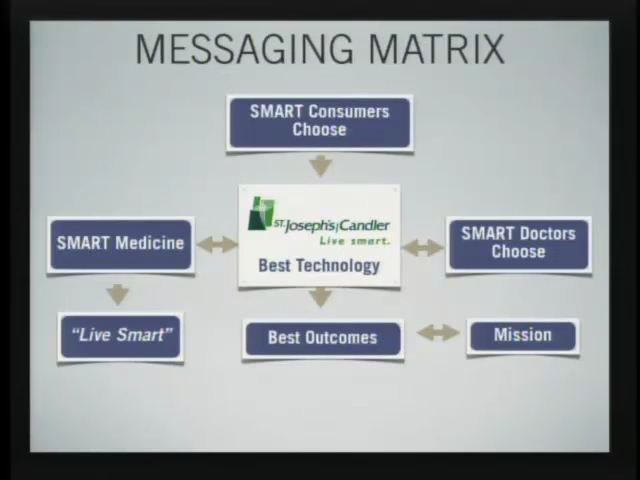 MESSAGING MATRIX
SMART Consumers
Choose
ST. Joseph's|Candler
Live smart.
Best Technology
SMART Medicine
SMART Doctors
Choose
"Live Smart"
Best Outcomes
Mission